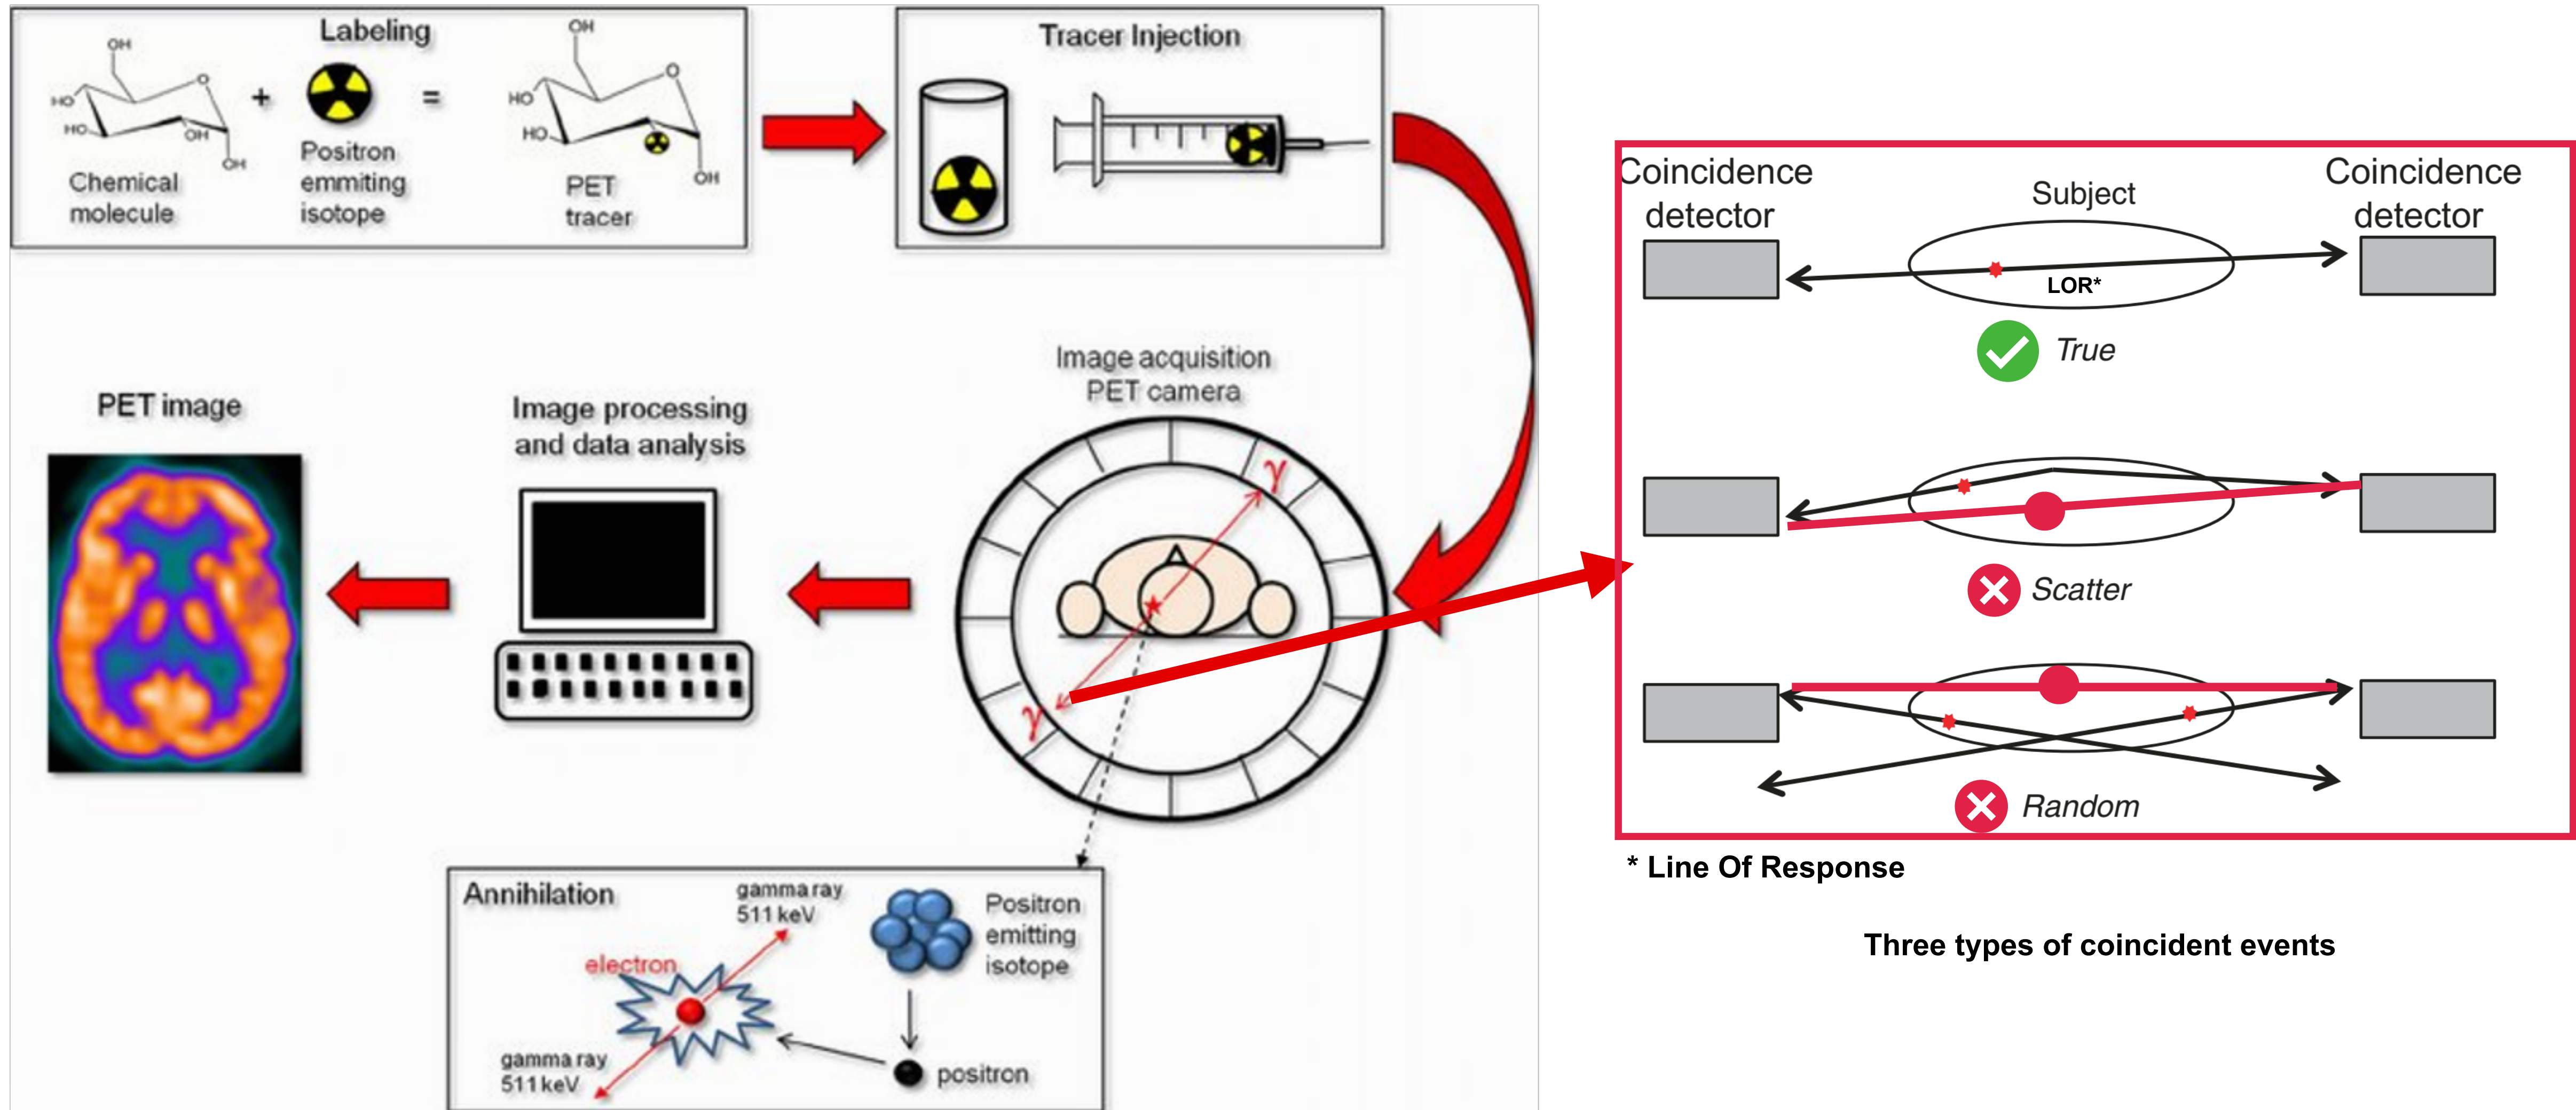 Labeling
OH
HO
HO
O
OH
OH
+
=
OH
HO
HO
O
OH
Chemical
molecule
Positron
emmiting
isotope
PET
tracer
Tracer Injection
Image acquisition
PET camera
γ
γ
Image processing
and data analysis
PET image
Annihilation
gamma ray
511 keV
electron
gamma ray
511 keV
Positron
emitting
isotope
positron
Coincidence
detector
Subject
Coincidence
detector
LOR*
True
Scatter
Random
* Line Of Response
Three types of coincident events